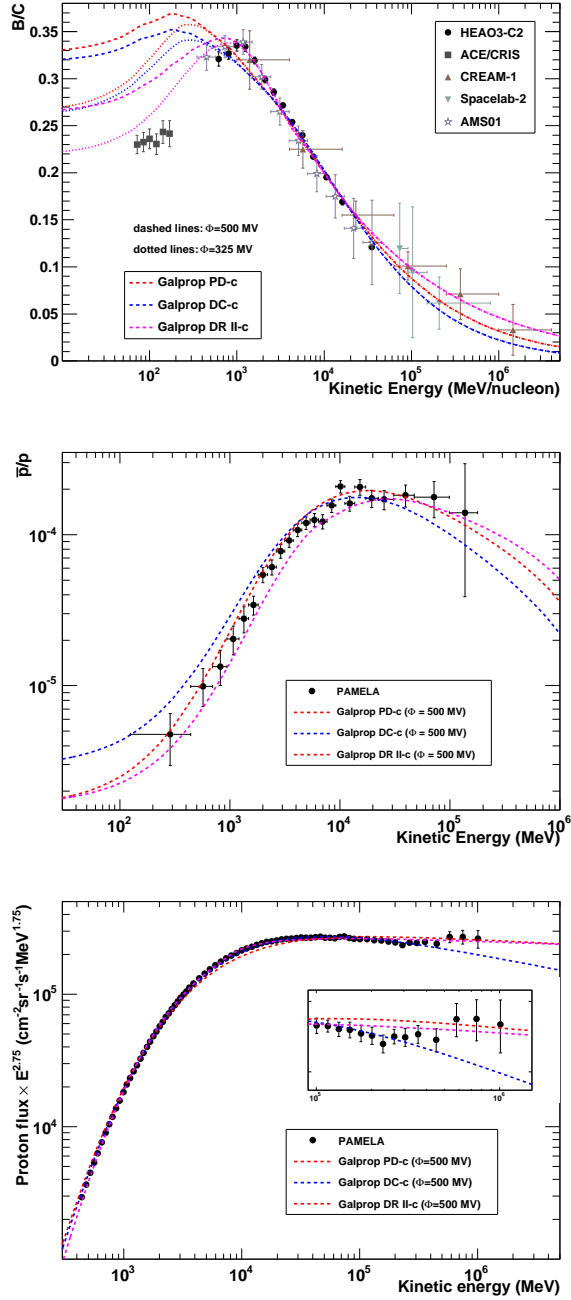 B/C
0.35
0.3
0.25
0.2
0.15
0.1
0.05
0
HEAO3-C2
ACE/CRIS
CREAM-1
Spacelab-2
AMS01
dashed lines: Φ=500 MV
dotted lines: Φ=325 MV
Galprop PD-c
Galprop DC-c
Galprop DR II-c
10² 10³ 10⁴ 10⁵ 10⁶
Kinetic Energy (MeV/nucleon)
p̅/p
10⁻⁴
10⁻⁵
PAMELA
Galprop PD-c (Φ = 500 MV)
Galprop DC-c (Φ = 500 MV)
Galprop DR II-c (Φ = 500 MV)
10² 10³ 10⁴ 10⁵ 10⁶
Kinetic Energy (MeV)
Proton flux × E²·⁷⁵ (cm⁻²sr⁻¹s⁻¹MeV¹·⁷⁵)
10⁵
10⁴
10⁵ 10⁶
PAMELA
Galprop PD-c (Φ=500 MV)
Galprop DC-c (Φ=500 MV)
Galprop DR II-c (Φ=500 MV)
10³ 10⁴ 10⁵ 10⁶
Kinetic energy (MeV)